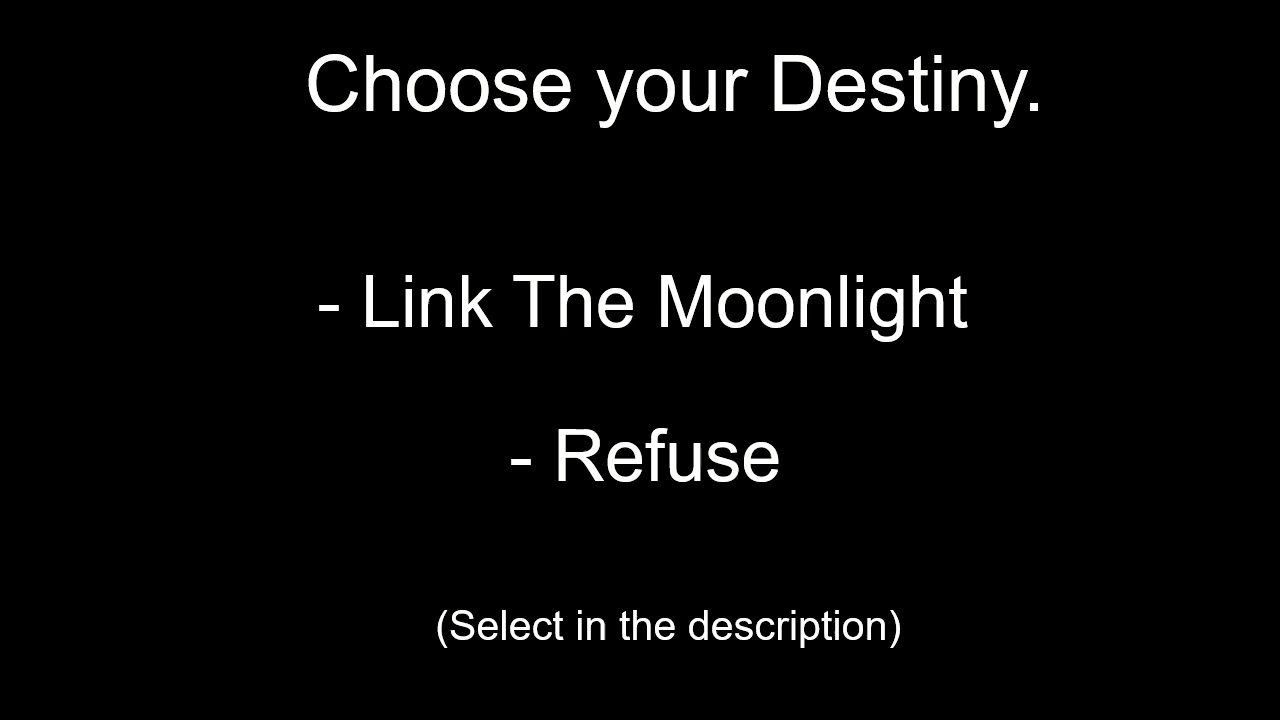 Choose your Destiny.
- Link The Moonlight
- Refuse
(Select in the description)